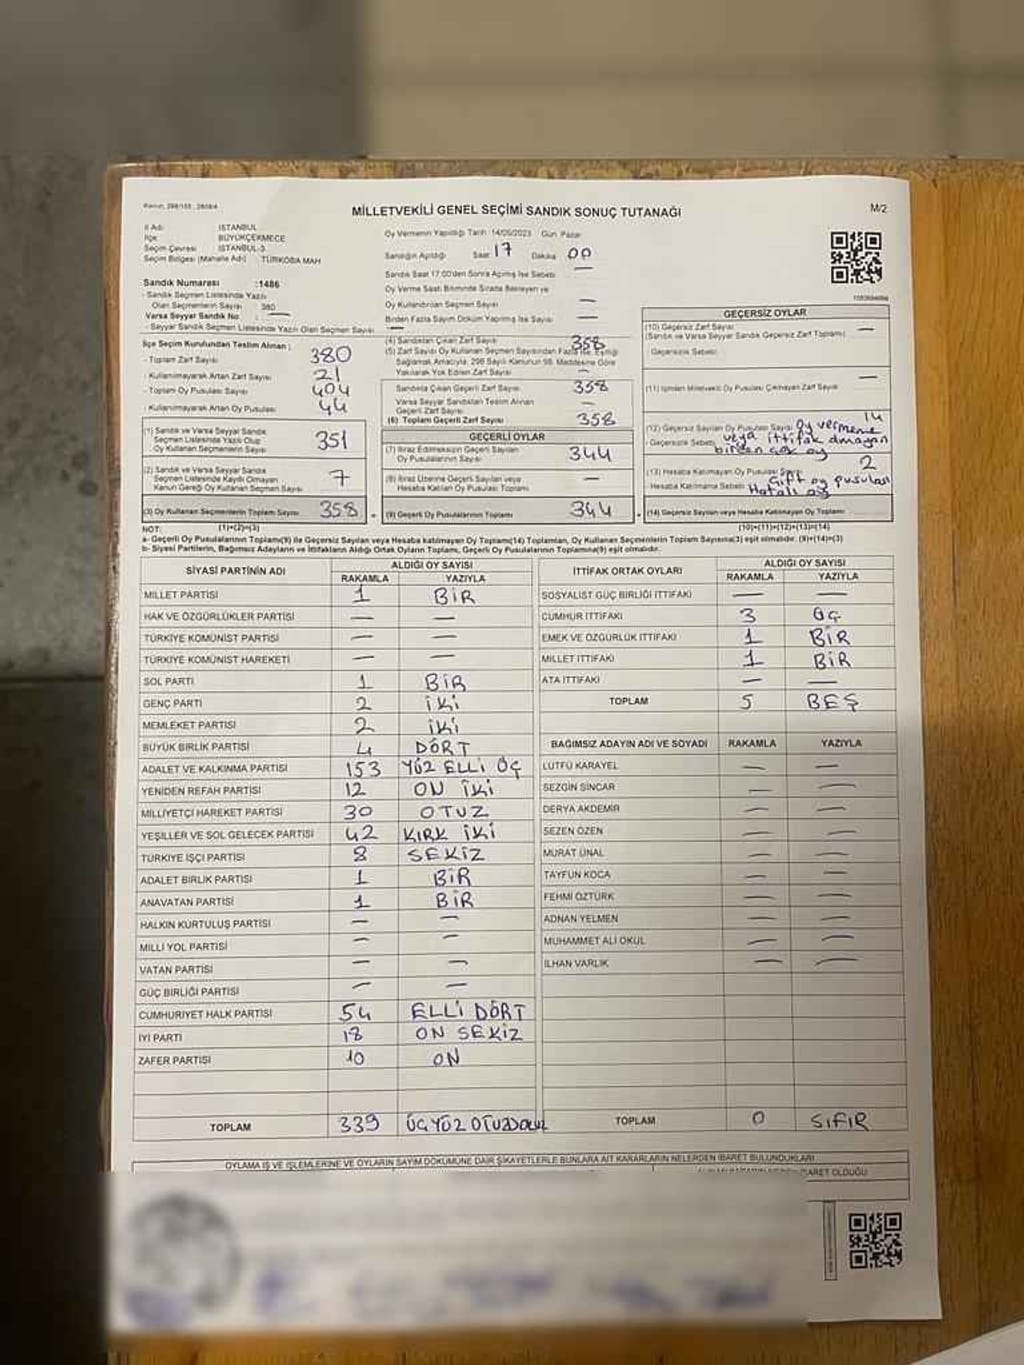 MİLLETVEKİLİ GENEL SEÇİMİ SANDIK SONUÇ TUTANAĞI
M/2
İl Adı : İSTANBUL
İlçe : BÜYÜKÇEKMECE
Seçim Çevresi : İSTANBUL-3
Seçim Bölgesi (Mahalle Adı) : TÜRKOBA MAH
Sandık Numarası :1486
- Sandık Seçmen Listesinde Yazılı
Olan Seçmenlerin Sayısı : 380
Varsa Seyyar Sandık No : —
- Seyyar Sandık Seçmen Listesinde Yazılı Olan Seçmen Sayısı : —
Oy Vermenin Yapıldığı Tarih :14/05/2023 Gün Pazar
Sandığın Açıldığı Saat 17 Dakika 00
Sandık Saat 17:00'den Sonra Açılmış İse Sebebi : —
Oy Verme Saati Bitiminde Sırada Bekleyen ve
Oy Kullandırılan Seçmen Sayısı —
Birden Fazla Sayım Döküm Yapılmış İse Sayısı : —
İlçe Seçim Kurulundan Teslim Alınan ;
- Toplam Zarf Sayısı : 380
- Kullanılmayarak Artan Zarf Sayısı : 21
- Toplam Oy Pusulası Sayısı : 404
- Kullanılmayarak Artan Oy Pusulası : 44
(1) Sandık ve Varsa Seyyar Sandık
Seçmen Listesinde Yazılı Olup
Oy Kullanan Seçmenlerin Sayısı 351
(2) Sandık ve Varsa Seyyar Sandık
Seçmen Listesinde Kaydı Olmayan
Kanun Gereği Oy Kullanan Seçmen Sayısı 7
(3) Oy Kullanan Seçmenlerin Toplam Sayısı 358
(4) Sandıktan Çıkan Zarf Sayısı 358
(5) Zarf Sayısı Oy Kullanan Seçmen Sayısından Fazla İse, Eşitliği
Sağlamak Amacıyla, 298 Sayılı Kanunun 98. Maddesine Göre
Yakılarak Yok Edilen Zarf Sayısı —
Sandıkta Çıkan Geçerli Zarf Sayısı 358
Varsa Seyyar Sandıktan Teslim Alınan
Geçerli Zarf Sayısı
(6) Toplam Geçerli Zarf Sayısı 358
GEÇERLİ OYLAR
(7) İtiraz Edilmeksizin Geçerli Sayılan
Oy Pusulalarının Sayısı 344
(8) İtiraz Üzerine Geçerli Sayılan veya
Hesaba Katılan Oy Pusulaları Toplamı —
(9) Geçerli Oy Pusulalarının Toplamı 344
GEÇERSİZ OYLAR
(10) Geçersiz Zarf Sayısı —
(Sandık ve Varsa Seyyar Sandık Geçersiz Zarf Toplamı)
Geçersizlik Sebebi :
(11) İçinden Milletvekili Oy Pusulası Çıkmayan Zarf Sayısı —
(12) Geçersiz Sayılan Oy Pusulası Sayısı 14
- Geçersizlik Sebebi : Oy vermeme
veya ittifak olmayan
birden çok oy
(13) Hesaba Katılmayan Oy Pusulası Sayısı 2
- Hesaba Katılmama Sebebi : Çift oy pusulası
Hatalı oy
(14) Geçersiz Sayılan veya Hesaba Katılmayan Oy Toplamı
NOT: (1)+(2)=(3) (10)+(11)+(12)+(13)=(14)
a- Geçerli Oy Pusulalarının Toplamı(9) ile Geçersiz Sayılan veya Hesaba katılmayan Oy Toplamı(14) Toplamları, Oy Kullanan Seçmenlerin Toplam Sayısına(3) eşit olmalıdır. (9)+(14)=(3)
b- Siyasi Partilerin, Bağımsız Adayların ve İttifakların Aldığı Ortak Oyların Toplamı, Geçerli Oy Pusulalarının Toplamına(9) eşit olmalıdır.
SİYASİ PARTİNİN ADI ALDIĞI OY SAYISI
RAKAMLA YAZIYLA
MİLLET PARTİSİ 1 BİR
HAK VE ÖZGÜRLÜKLER PARTİSİ — —
TÜRKİYE KOMÜNİST PARTİSİ — —
TÜRKİYE KOMÜNİST HAREKETİ — —
SOL PARTİ 1 BİR
GENÇ PARTİ 2 İKİ
MEMLEKET PARTİSİ 2 İKİ
BÜYÜK BİRLİK PARTİSİ 4 DÖRT
ADALET VE KALKINMA PARTİSİ 153 YÜZ ELLİ ÜÇ
YENİDEN REFAH PARTİSİ 12 ON İKİ
MİLLİYETÇİ HAREKET PARTİSİ 30 OTUZ
YEŞİLLER VE SOL GELECEK PARTİSİ 42 KIRK İKİ
TÜRKİYE İŞÇİ PARTİSİ 8 SEKİZ
ADALET BİRLİK PARTİSİ 1 BİR
ANAVATAN PARTİSİ 1 BİR
HALKIN KURTULUŞ PARTİSİ — —
MİLLİ YOL PARTİSİ — —
VATAN PARTİSİ — —
GÜÇ BİRLİĞİ PARTİSİ — —
CUMHURİYET HALK PARTİSİ 54 ELLİ DÖRT
İYİ PARTİ 18 ON SEKİZ
ZAFER PARTİSİ 10 ON
TOPLAM 339 ÜÇ YÜZ OTUZ DOKUZ
İTTİFAK ORTAK OYLARI ALDIĞI OY SAYISI
RAKAMLA YAZIYLA
SOSYALİST GÜÇ BİRLİĞİ İTTİFAKI — —
CUMHUR İTTİFAKI 3 ÜÇ
EMEK VE ÖZGÜRLÜK İTTİFAKI 1 BİR
MİLLET İTTİFAKI 1 BİR
ATA İTTİFAKI — —
TOPLAM 5 BEŞ
BAĞIMSIZ ADAYIN ADI VE SOYADI RAKAMLA YAZIYLA
LÜTFÜ KARAYEL — —
SEZGİN SİNCAR — —
DERYA AKDEMİR — —
SEZEN ÖZEN — —
MURAT ÜNAL — —
TAYFUN KOCA — —
FEHMİ ÖZTÜRK — —
ADNAN YELMEN — —
MUHAMMET ALİ OKUL — —
İLHAN VARLIK — —
TOPLAM 0 SIFIR
OYLAMA İŞ VE İŞLEMLERİNE VE OYLARIN SAYIM DÖKÜMÜNE DAİR ŞİKAYETLERLE BUNLARA AİT KARARLARIN NELERDEN İBARET BULUNDUKLARI
İBARET OLDUĞU